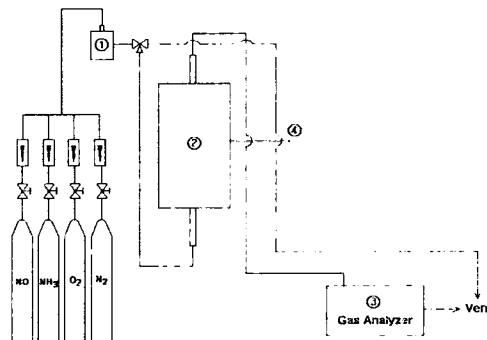 ①
②
④
NO
NH₃
O₂
N₂
③
Gas Analyzer
Ven